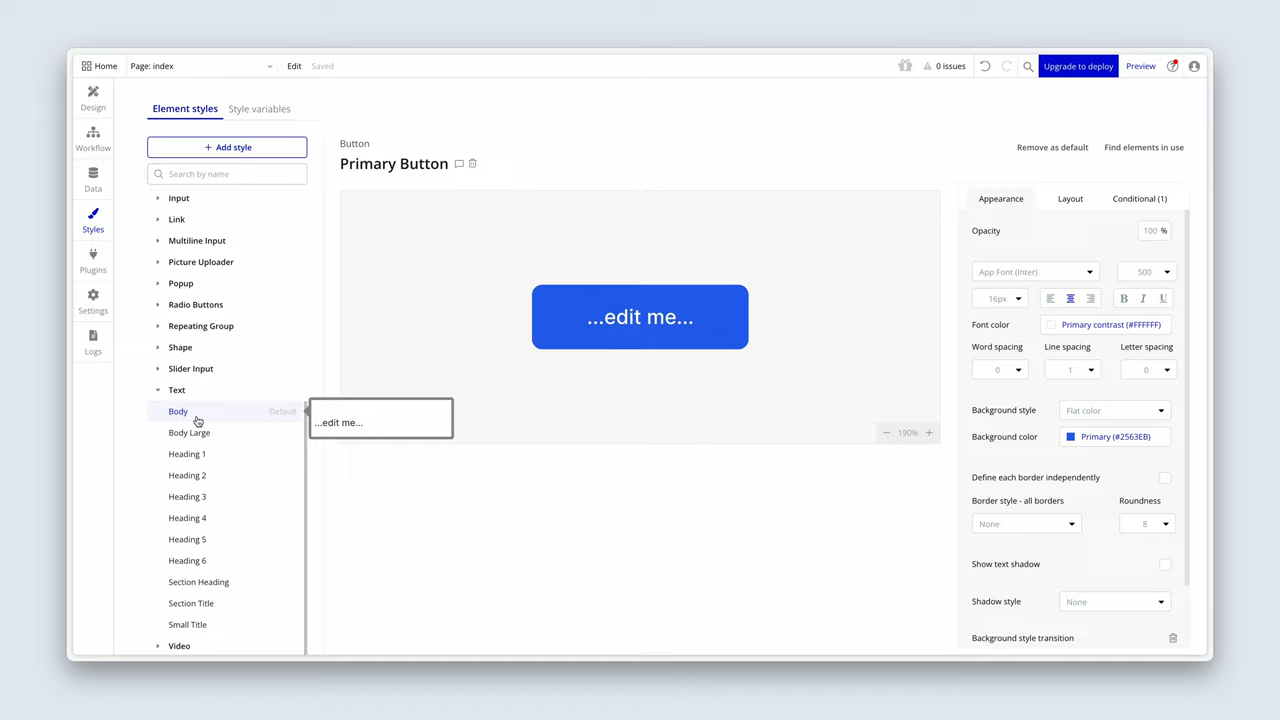 Home Page: index Edit Saved 0 issues Upgrade to deploy Preview
Design
Workflow
Data
Styles
Plugins
Settings
Logs
Element styles Style variables
+ Add style
Search by name
Input
Link
Multiline Input
Picture Uploader
Popup
Radio Buttons
Repeating Group
Shape
Slider Input
Text
Body Default
Body Large
Heading 1
Heading 2
Heading 3
Heading 4
Heading 5
Heading 6
Section Heading
Section Title
Small Title
Video
...edit me...
Button
Primary Button
Remove as default Find elements in use
...edit me...
190%
Appearance Layout Conditional (1)
Opacity 100 %
App Font (Inter) 500
16px B I U
Font color Primary contrast (#FFFFFF)
Word spacing Line spacing Letter spacing
0 1 0
Background style Flat color
Background color Primary (#2563EB)
Define each border independently
Border style - all borders Roundness
None 8
Show text shadow
Shadow style None
Background style transition